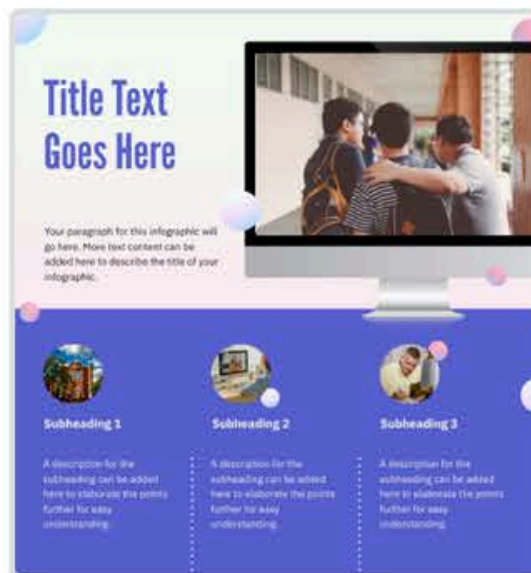 Title Text
Goes Here
Your paragraph for this infographic will
go here. More text content can be
added here to describe the title of your
infographic.
Subheading 1
Subheading 2
Subheading 3
A description for the
subheading can be added
here to elaborate the points
further for easy
understanding.
A description for the
subheading can be added
here to elaborate the points
further for easy
understanding.
A description for the
subheading can be added
here to elaborate the points
further for easy
understanding.